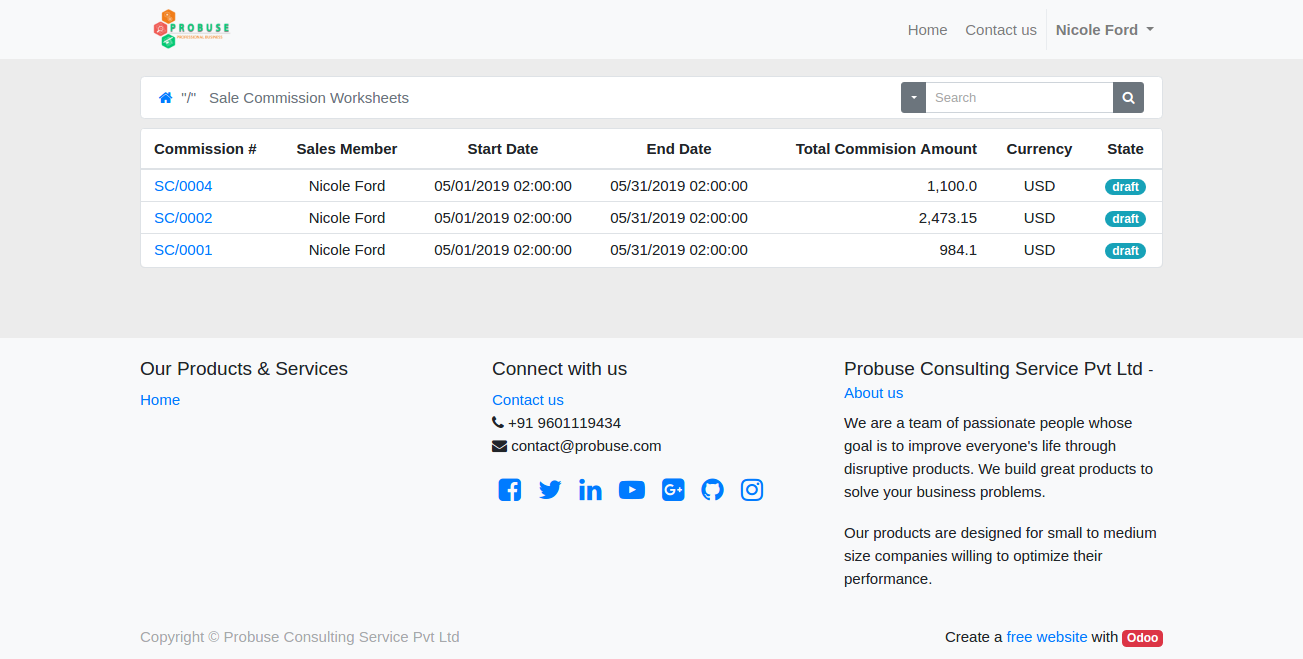 PROBUSE
PROFESSIONAL BUSINESS
Home Contact us Nicole Ford
"/" Sale Commission Worksheets Search
Commission # Sales Member Start Date End Date Total Commision Amount Currency State
SC/0004 Nicole Ford 05/01/2019 02:00:00 05/31/2019 02:00:00 1,100.0 USD draft
SC/0002 Nicole Ford 05/01/2019 02:00:00 05/31/2019 02:00:00 2,473.15 USD draft
SC/0001 Nicole Ford 05/01/2019 02:00:00 05/31/2019 02:00:00 984.1 USD draft
Our Products & Services
Home
Connect with us
Contact us
+91 9601119434
contact@probuse.com
Probuse Consulting Service Pvt Ltd -
About us
We are a team of passionate people whose
goal is to improve everyone's life through
disruptive products. We build great products to
solve your business problems.
Our products are designed for small to medium
size companies willing to optimize their
performance.
Copyright © Probuse Consulting Service Pvt Ltd
Create a free website with Odoo